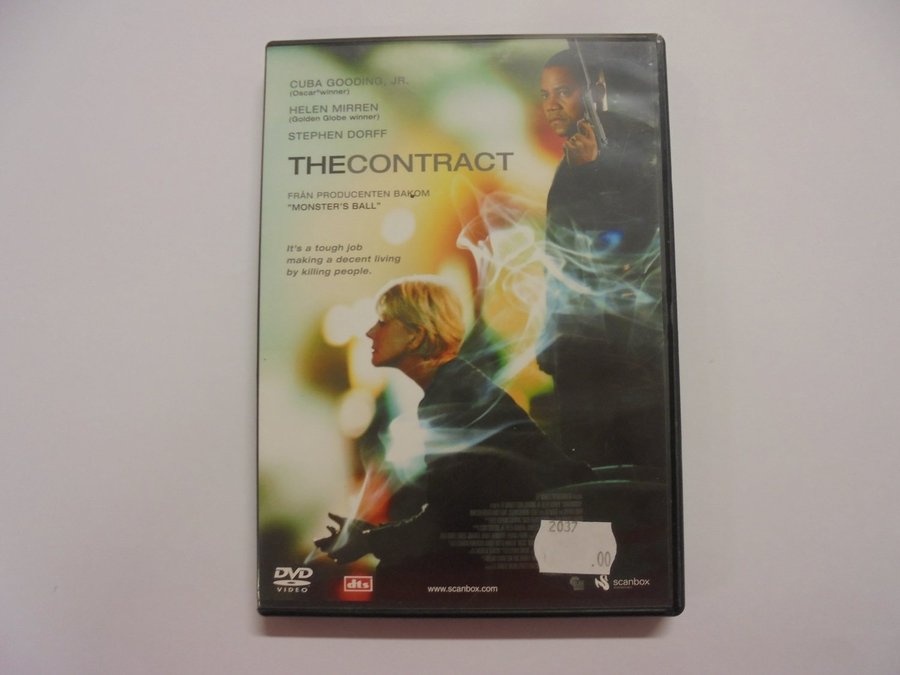 CUBA GOODING, JR.
(Oscar®winner)
HELEN MIRREN
(Golden Globe winner)
STEPHEN DORFF
THECONTRACT
FRÅN PRODUCENTEN BAKOM
"MONSTER'S BALL"
It's a tough job
making a decent living
by killing people.
2037
.00
DVD
VIDEO
dts
www.scanbox.com
scanbox